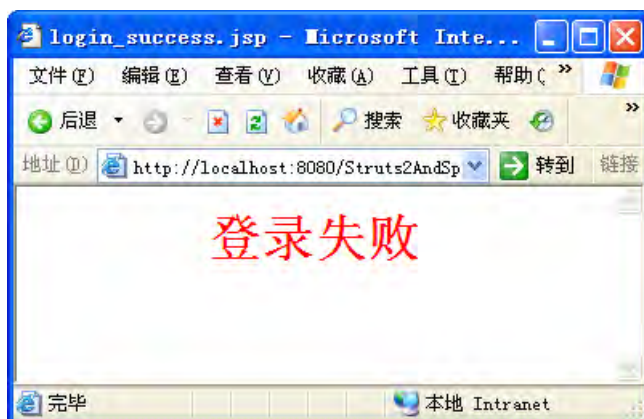 login_success.jsp - Microsoft Inte...
文件(F) 编辑(E) 查看(V) 收藏(A) 工具(T) 帮助( »
后退 搜索 收藏夹 »
地址(D) http://localhost:8080/Struts2AndSp 转到 链接
登录失败
完毕 本地 Intranet